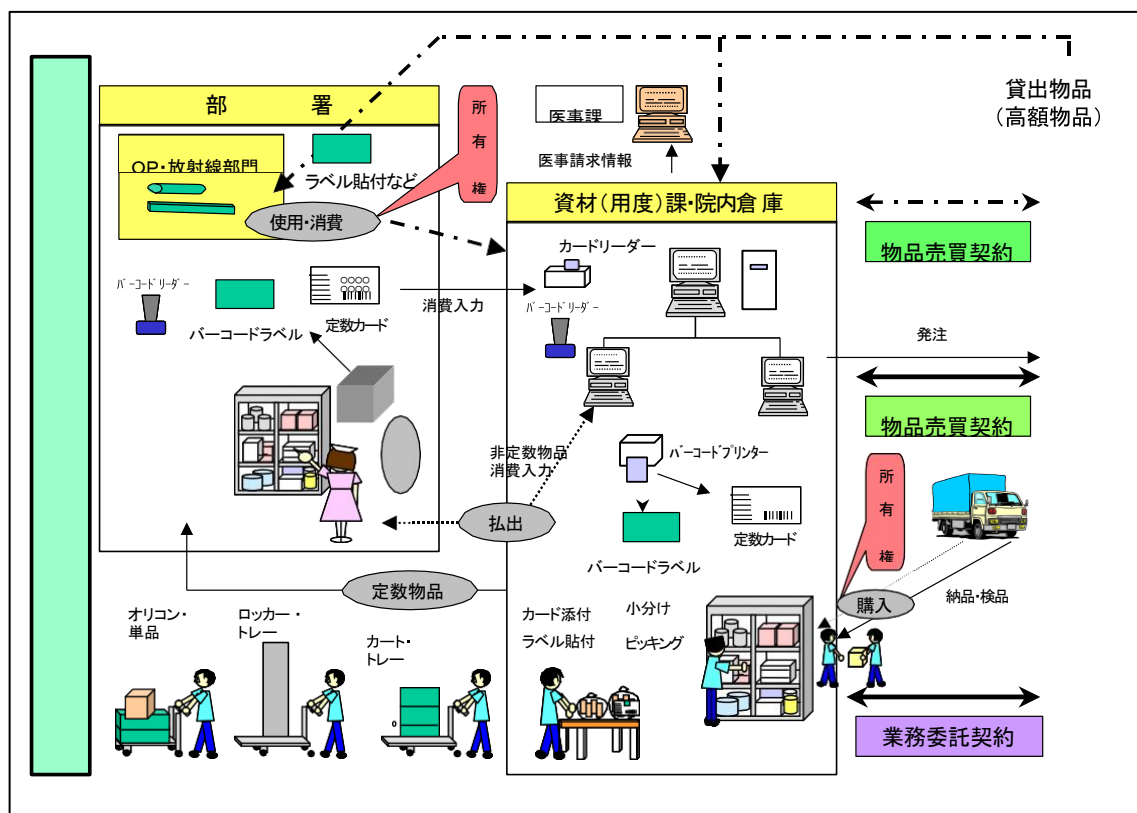 貸出物品
(高額物品)
部 署
所有権
医事課
医事請求情報
OP・放射線部門
ラベル貼付など
使用・消費
資材(用度)課・院内倉庫
物品売買契約
カードリーダー
バーコードリーダー
バーコードラベル
定数カード
消費入力
バーコードリーダー
発注
物品売買契約
非定数物品
消費入力
バーコードプリンター
払出
定数カード
バーコードラベル
所有権
購入
納品・検品
定数物品
オリコン・
単品
ロッカー・
トレー
カート・
トレー
カード添付
ラベル貼付
小分け
ピッキング
業務委託契約